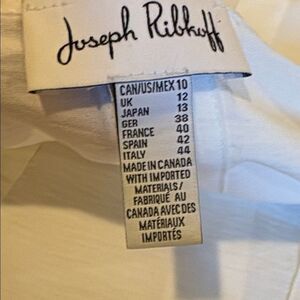 Joseph Ribkoff
CAN/US/MEX 10
UK 12
JAPAN 13
GER 38
FRANCE 40
SPAIN 42
ITALY 44
MADE IN CANADA
WITH IMPORTED
MATERIALS/
FABRIQUÉ AU
CANADA AVEC DES
MATÉRIAUX
IMPORTÉS